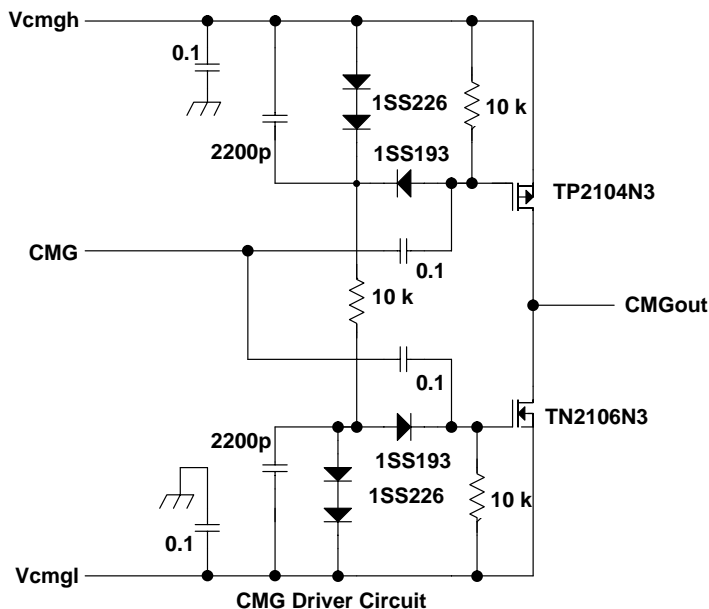 Vcmgh
0.1
1SS226
10 k
2200p
1SS193
TP2104N3
CMG
0.1
10 k
CMGout
0.1
TN2106N3
2200p
1SS193
1SS226
10 k
0.1
Vcmgl
CMG Driver Circuit